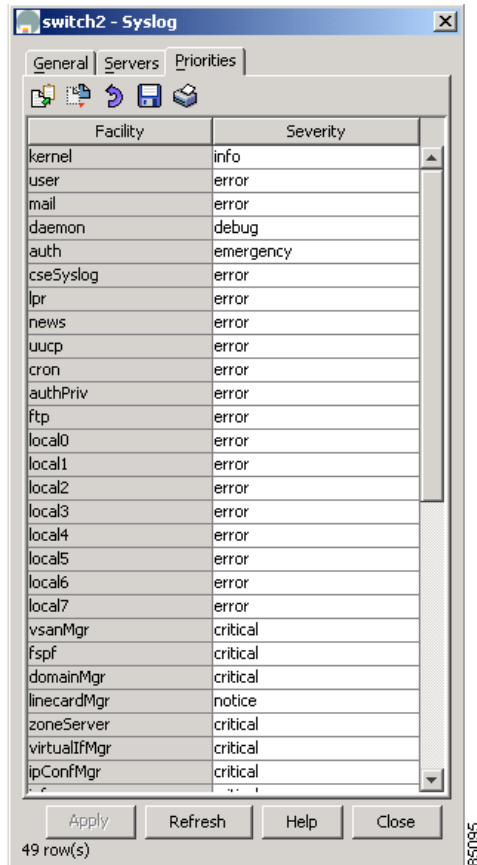 switch2 - Syslog
General Servers Priorities
Facility Severity
kernel info
user error
mail error
daemon debug
auth emergency
cseSyslog error
lpr error
news error
uucp error
cron error
authPriv error
ftp error
local0 error
local1 error
local2 error
local3 error
local4 error
local5 error
local6 error
local7 error
vsanMgr critical
fspf critical
domainMgr critical
linecardMgr notice
zoneServer critical
virtualIfMgr critical
ipConfMgr critical
Apply Refresh Help Close
49 row(s)
85095